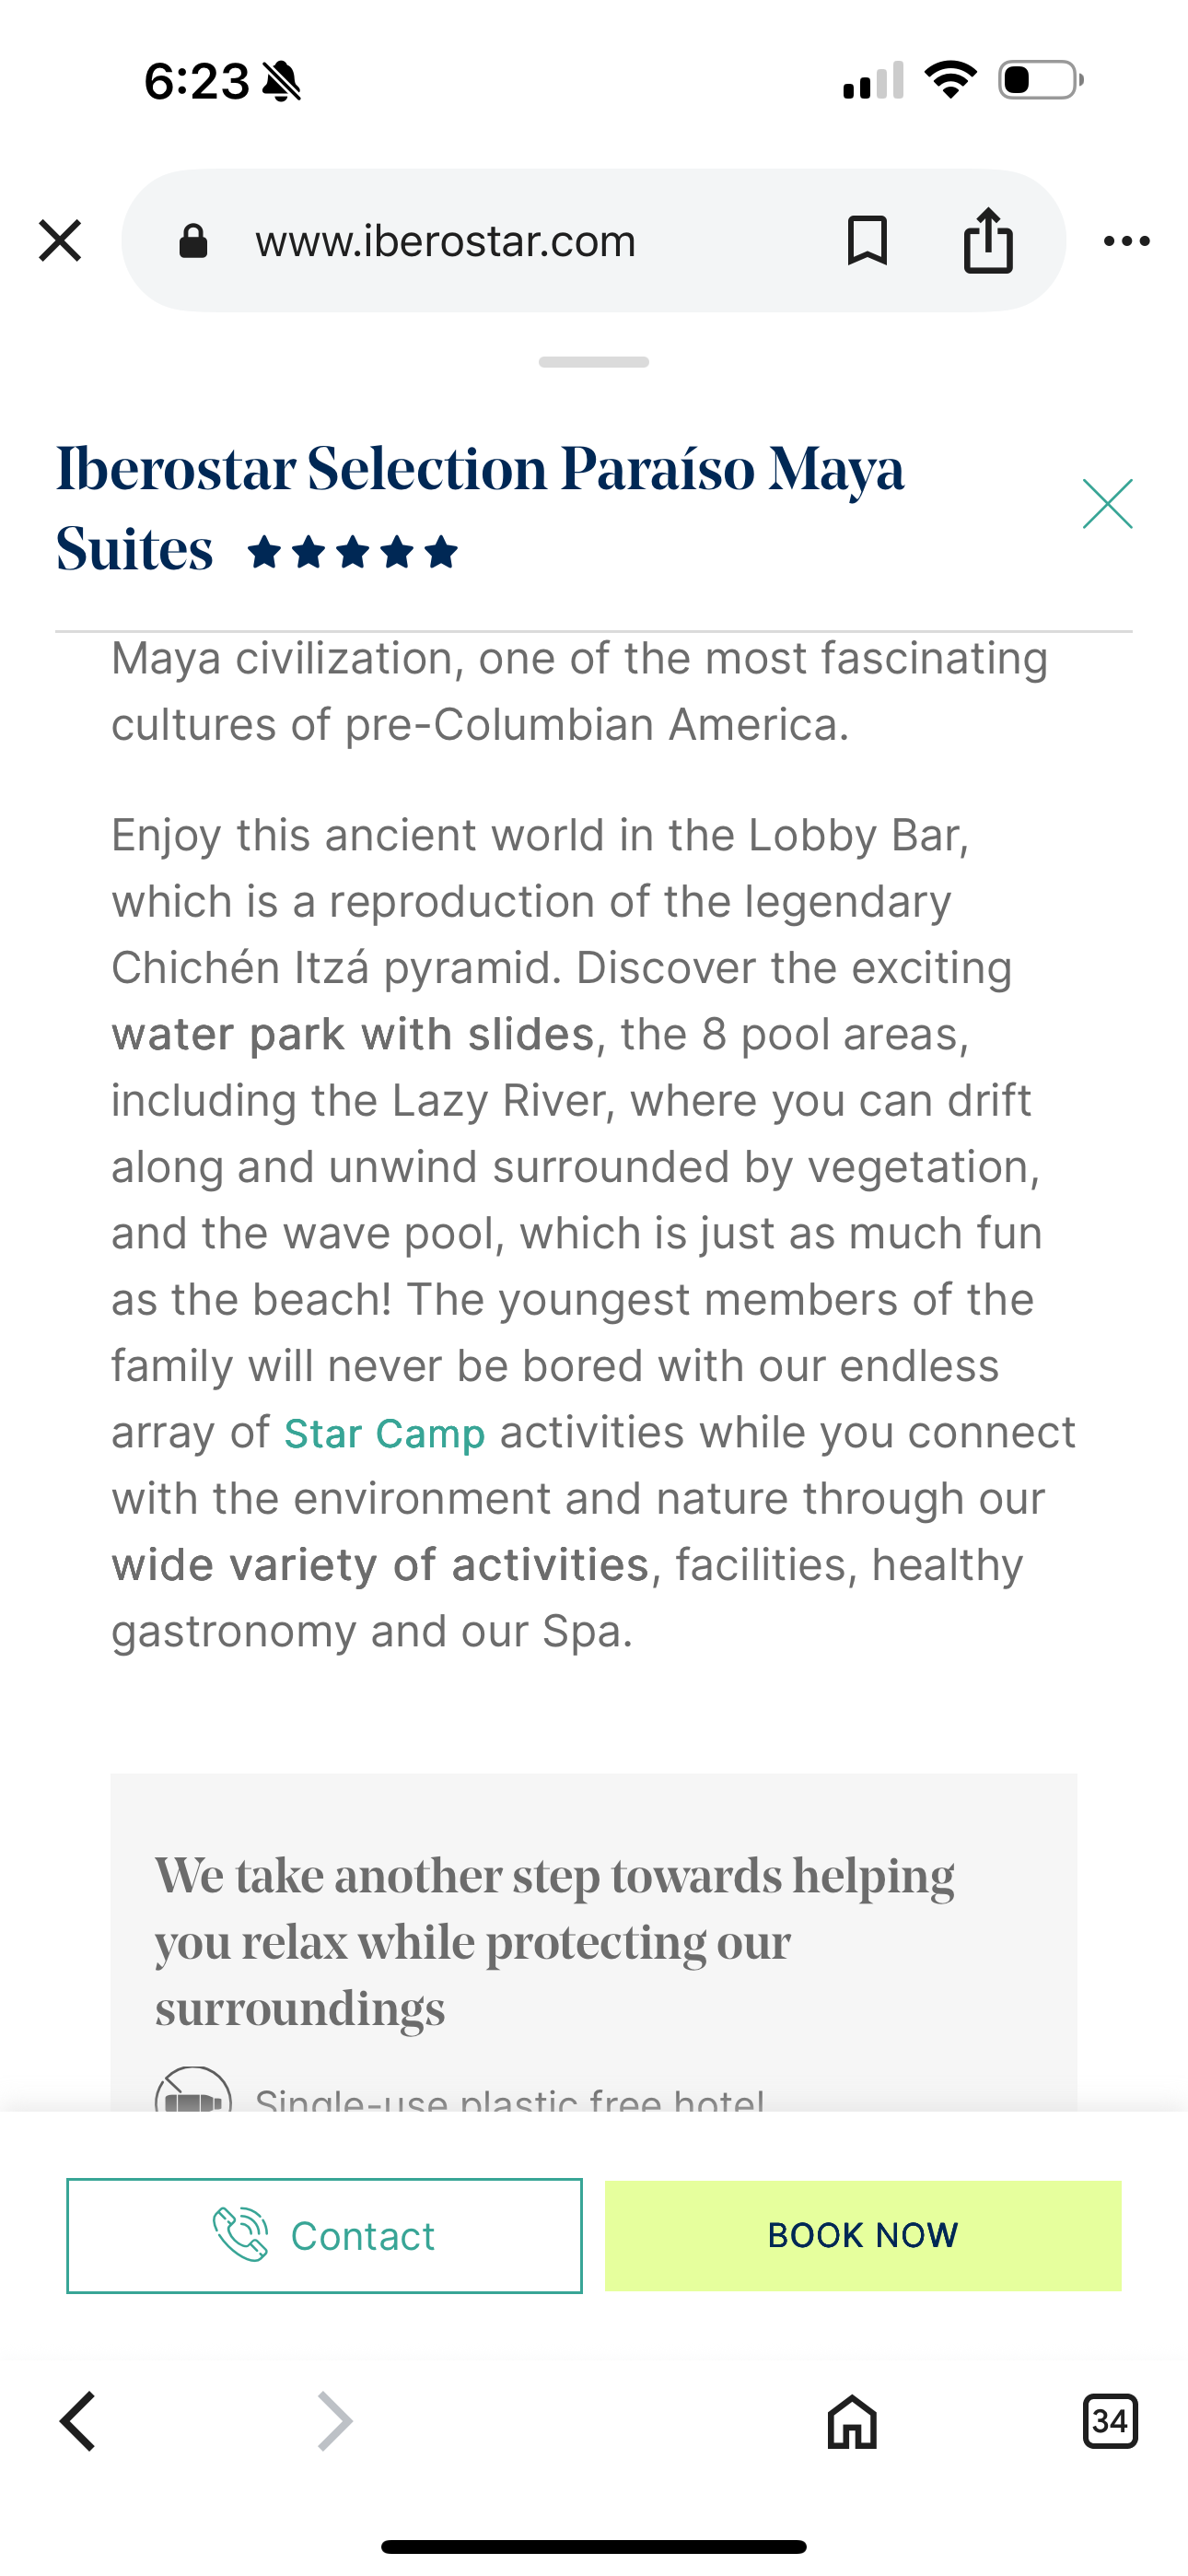 6:23
www.iberostar.com
Iberostar Selection Paraíso Maya
Suites ★★★★★
Maya civilization, one of the most fascinating
cultures of pre-Columbian America.
Enjoy this ancient world in the Lobby Bar,
which is a reproduction of the legendary
Chichén Itzá pyramid. Discover the exciting
water park with slides, the 8 pool areas,
including the Lazy River, where you can drift
along and unwind surrounded by vegetation,
and the wave pool, which is just as much fun
as the beach! The youngest members of the
family will never be bored with our endless
array of Star Camp activities while you connect
with the environment and nature through our
wide variety of activities, facilities, healthy
gastronomy and our Spa.
We take another step towards helping
you relax while protecting our
surroundings
Single-use plastic free hotel
Contact
BOOK NOW
34